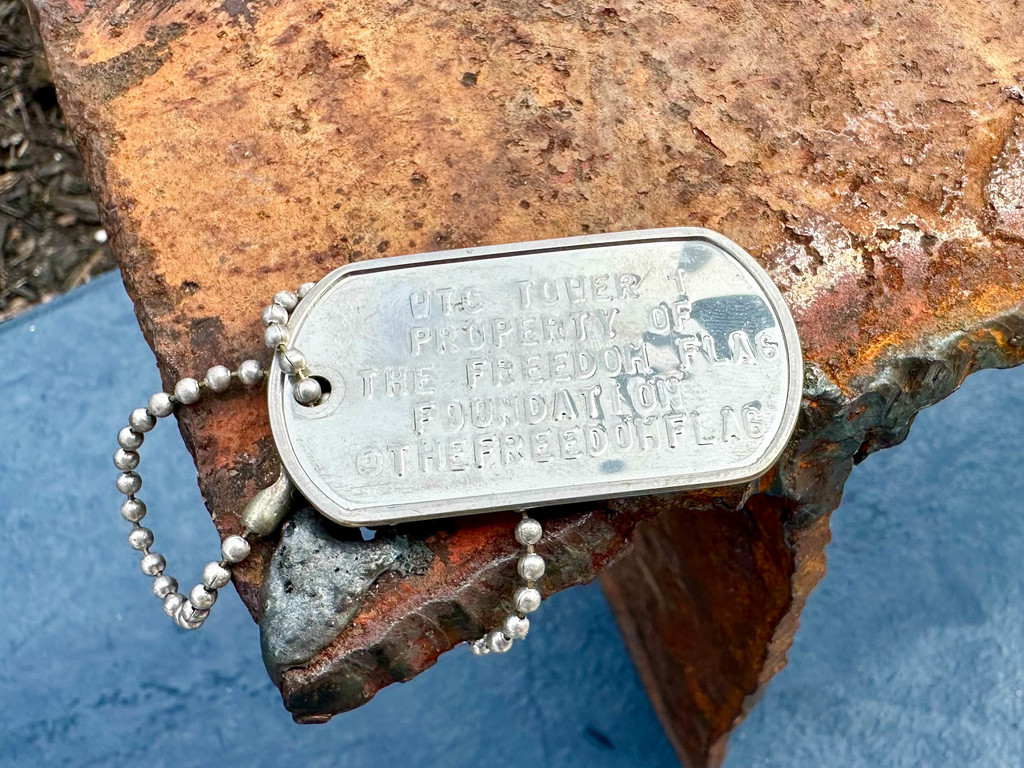 WTC TOWER 1
PROPERTY OF
THE FREEDOM FLAG
FOUNDATION
@THEFREEDOMFLAG